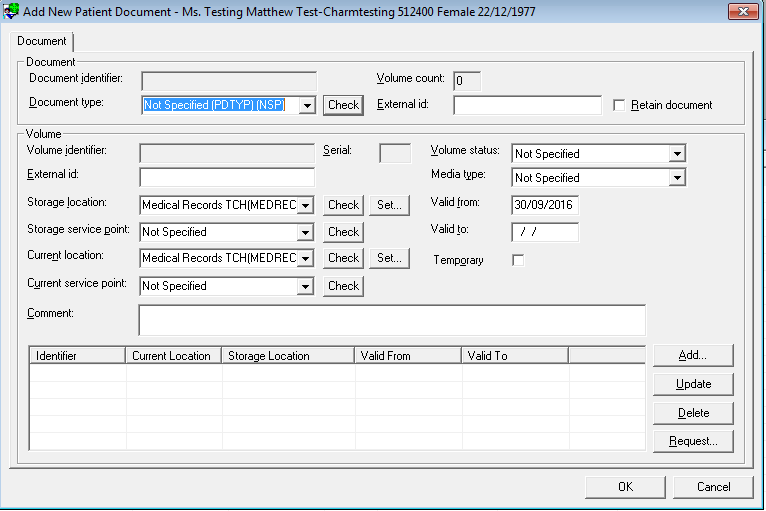 Add New Patient Document - Ms. Testing Matthew Test-Charmtesting 512400 Female 22/12/1977
Document
Document
Document identifier: Volume count: 0
Document type: Not Specified (PDTYP) (NSP) Check External id: Retain document
Volume
Volume identifier: Serial: Volume status: Not Specified
External id: Media type: Not Specified
Storage location: Medical Records TCH(MEDREC Check Set... Valid from: 30/09/2016
Storage service point: Not Specified Check Valid to: / /
Current location: Medical Records TCH(MEDREC Check Set... Temporary
Current service point: Not Specified Check
Comment:
Identifier Current Location Storage Location Valid From Valid To
Add...
Update
Delete
Request...
OK Cancel